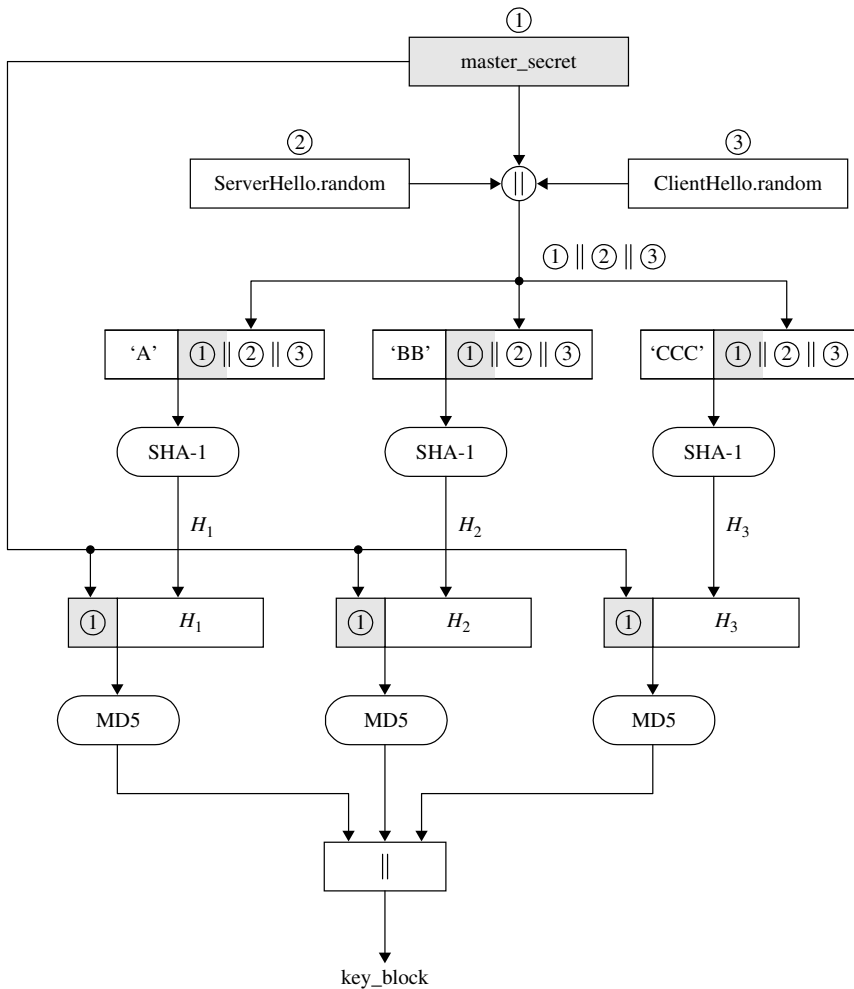 ①
master_secret
② ③
ServerHello.random || ClientHello.random
① || ② || ③
‘A’ ① || ② || ③ ‘BB’ ① || ② || ③ ‘CCC’ ① || ② || ③
SHA-1 SHA-1 SHA-1
H1 H2 H3
① H1 ① H2 ① H3
MD5 MD5 MD5
||
key_block